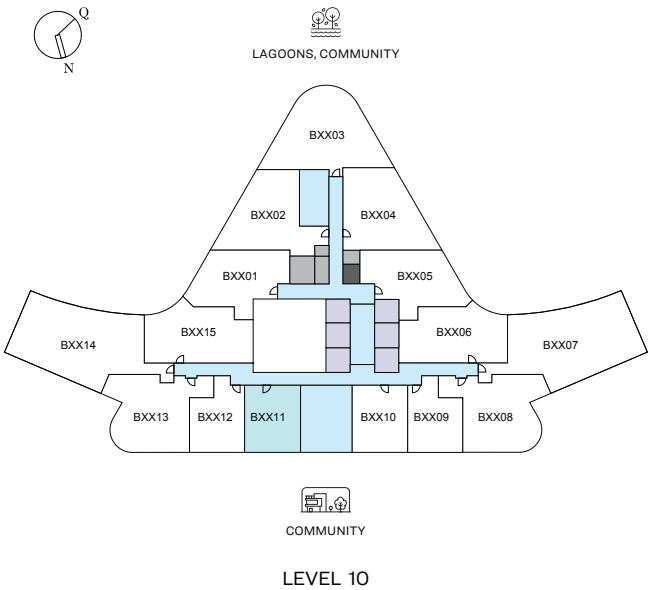 Q
N
LAGOONS, COMMUNITY
BXX03
BXX02
BXX04
BXX01
BXX05
BXX15
BXX06
BXX14
BXX07
BXX13
BXX12
BXX11
BXX10
BXX09
BXX08
COMMUNITY
LEVEL 10